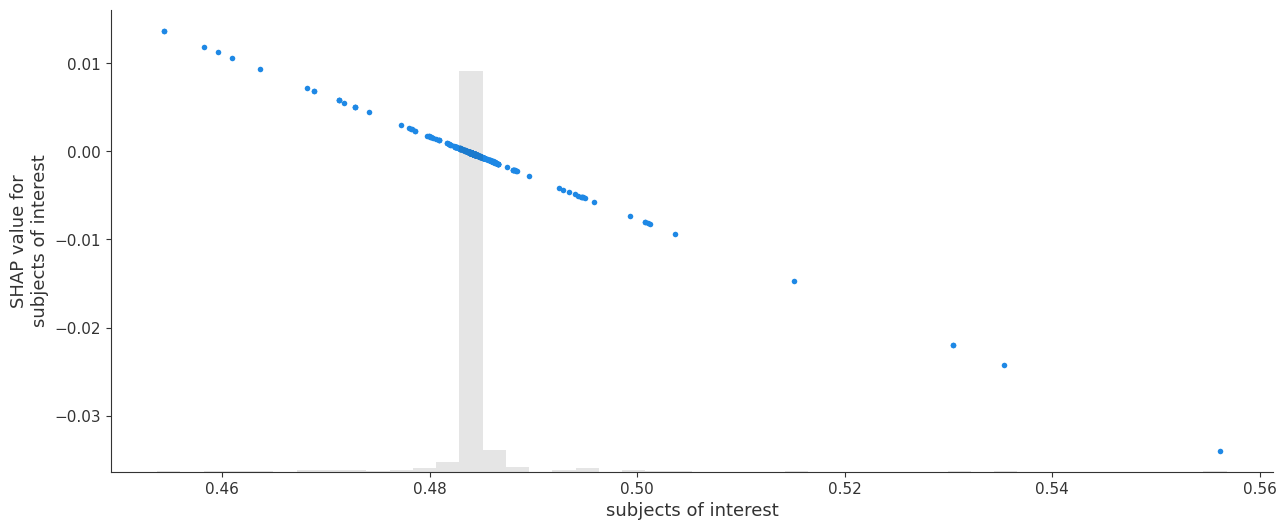 SHAP value for
subjects of interest
0.01
0.00
−0.01
−0.02
−0.03
0.46 0.48 0.50 0.52 0.54 0.56
subjects of interest